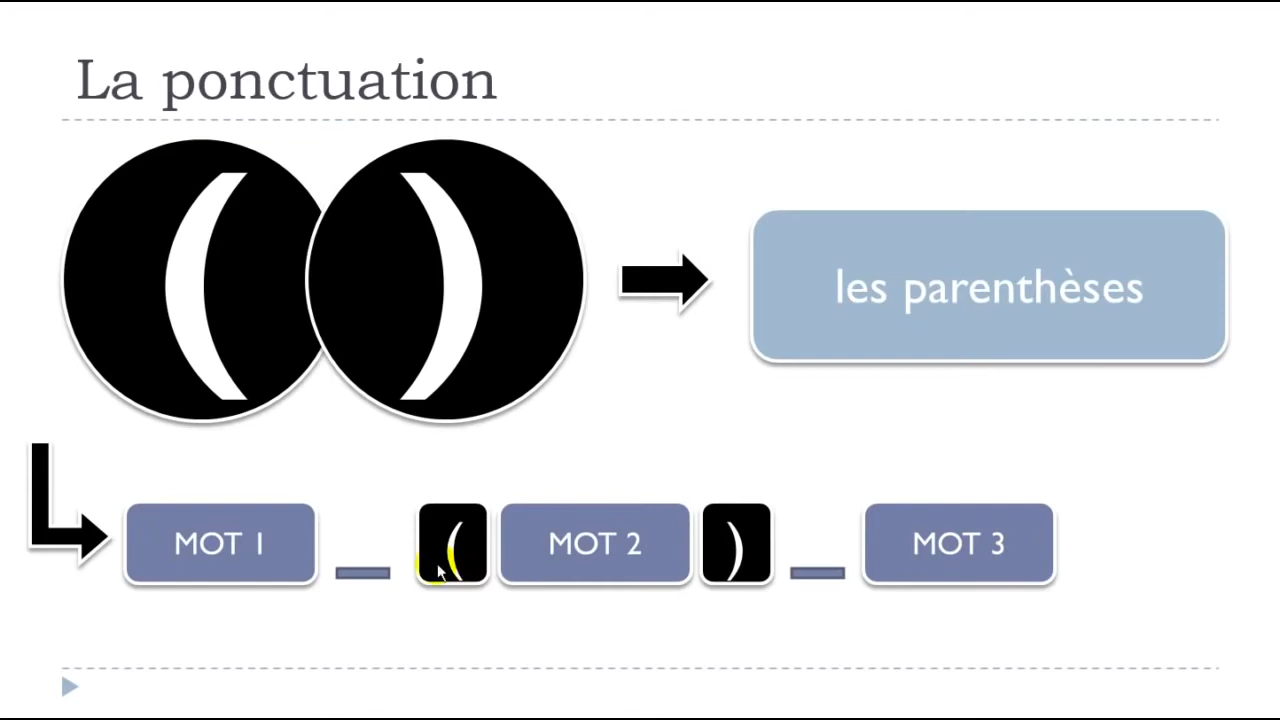 La ponctuation
( ) les parenthèses
MOT 1 _ ( MOT 2 ) _ MOT 3